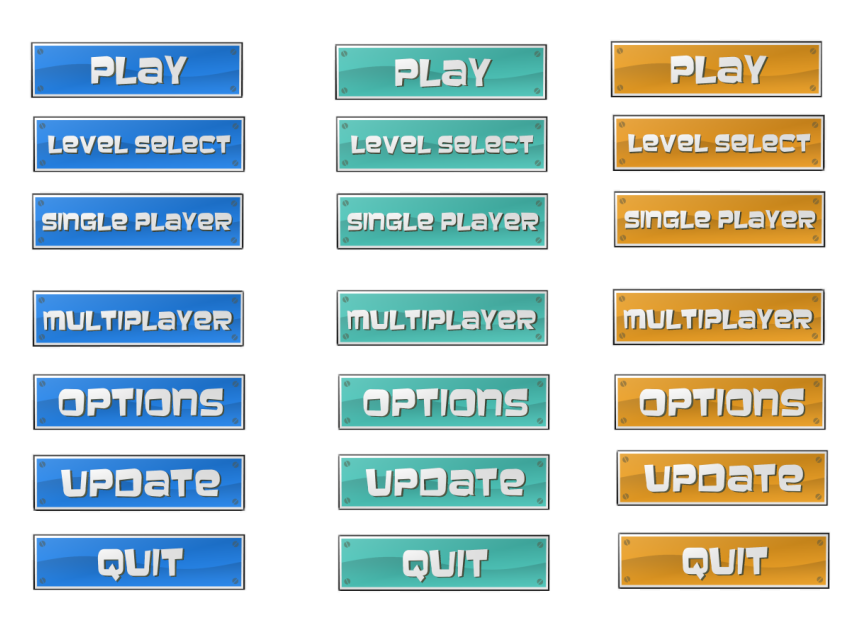 PLaY PLaY PLaY
LeVeL SeLeCT LeVeL SeLeCT LeVeL SeLeCT
SINGLe PLaYeR SINGLe PLaYeR SINGLe PLaYeR
MULTIPLaYeR MULTIPLaYeR MULTIPLaYeR
OPTIONS OPTIONS OPTIONS
UPDaTe UPDaTe UPDaTe
QUIT QUIT QUIT